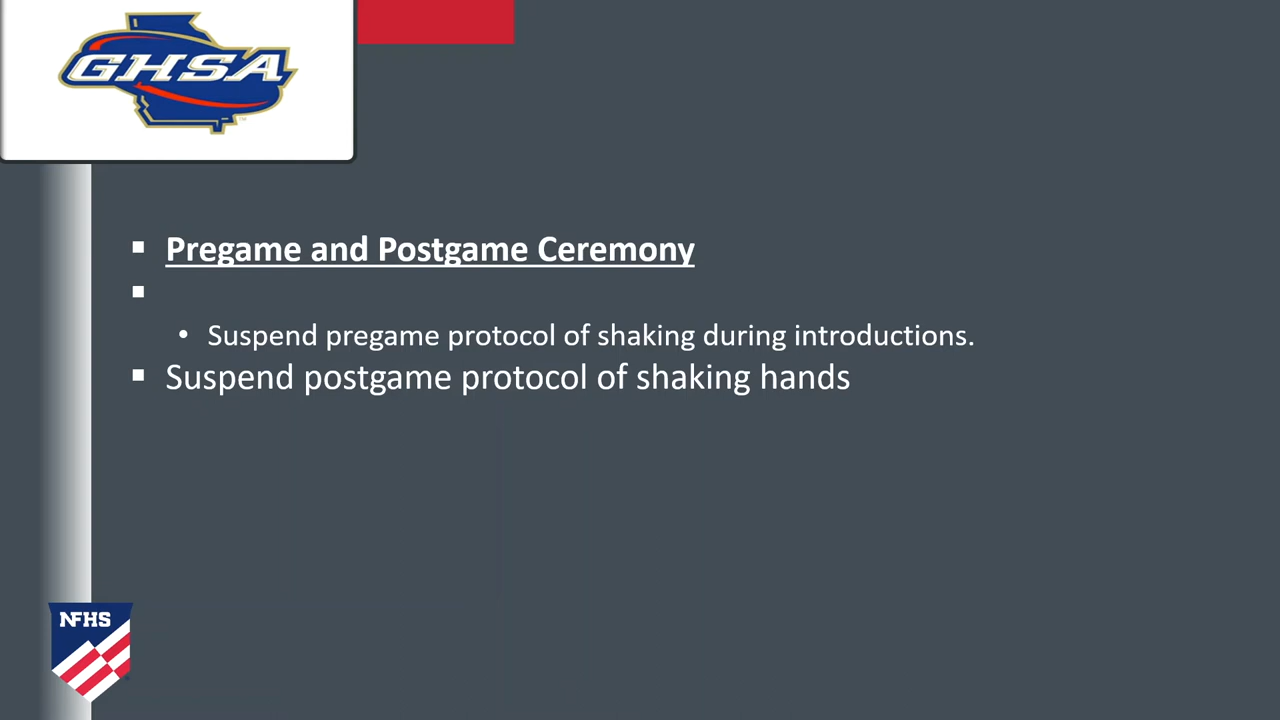 GHSA
Pregame and Postgame Ceremony
Suspend pregame protocol of shaking during introductions.
Suspend postgame protocol of shaking hands
NFHS